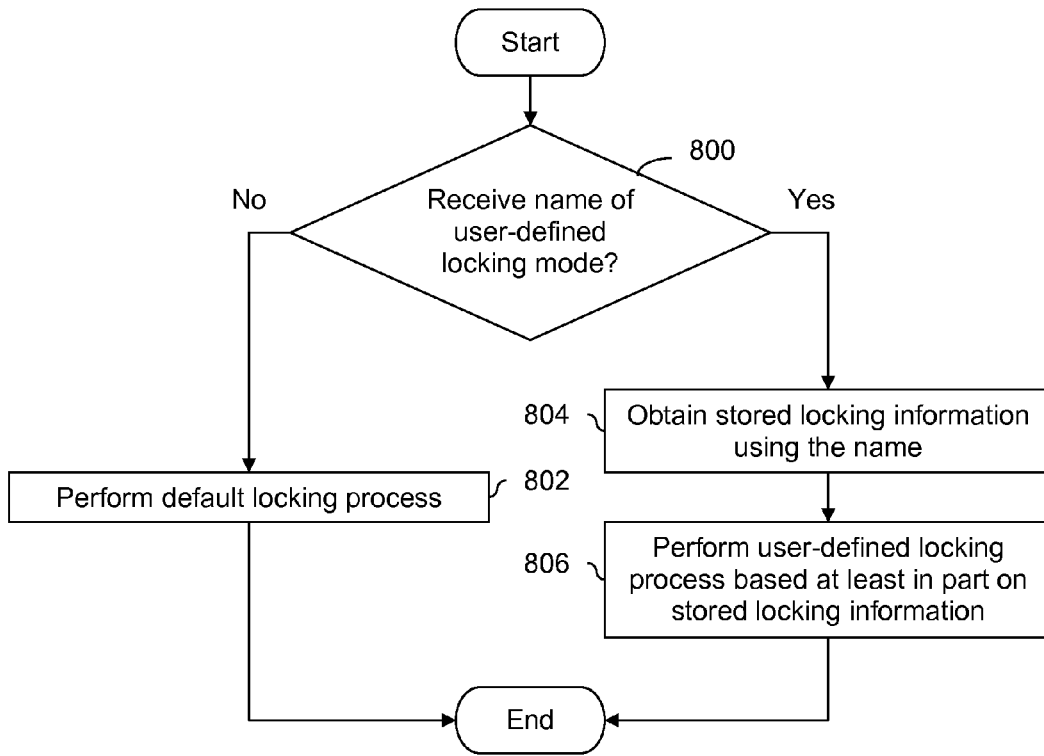 Start
800
No
Yes
Receive name of
user-defined
locking mode?
804
Obtain stored locking information
using the name
Perform default locking process
802
806
Perform user-defined locking
process based at least in part on
stored locking information
End